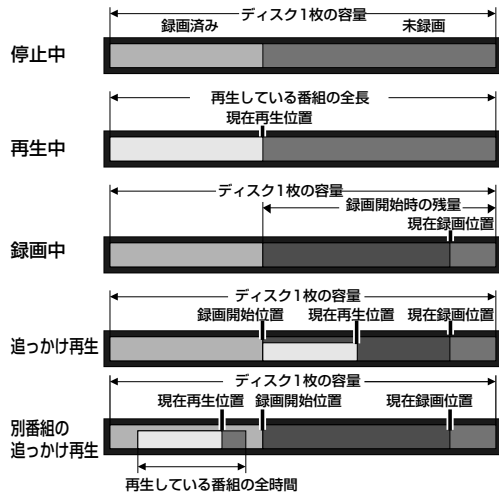 ディスク1枚の容量
録画済み 未録画
停止中
再生している番組の全長
現在再生位置
再生中
ディスク1枚の容量
録画開始時の残量
現在録画位置
録画中
ディスク1枚の容量
録画開始位置 現在再生位置 現在録画位置
追っかけ再生
ディスク1枚の容量
現在再生位置 録画開始位置 現在録画位置
別番組の
追っかけ再生
再生している番組の全時間